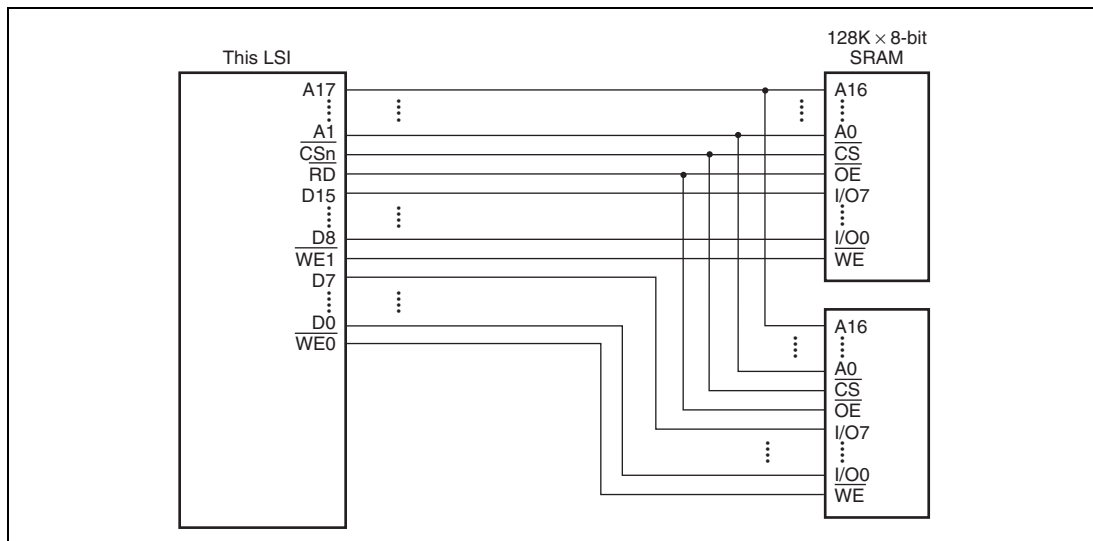 This LSI
A17
A1
CSn
RD
D15
D8
WE1
D7
D0
WE0
128K × 8-bit
SRAM
A16
A0
CS
OE
I/O7
I/O0
WE
A16
A0
CS
OE
I/O7
I/O0
WE